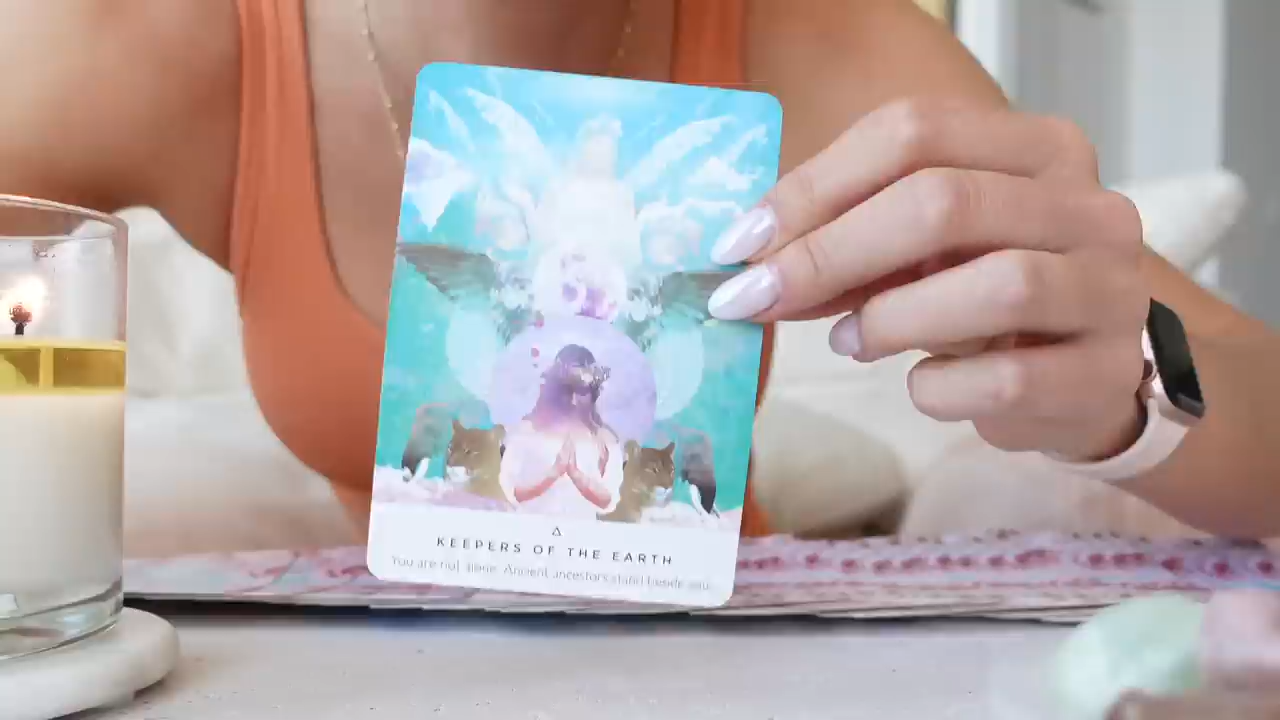 KEEPERS OF THE EARTH
You are not alone. Ancient ancestors stand beside you.